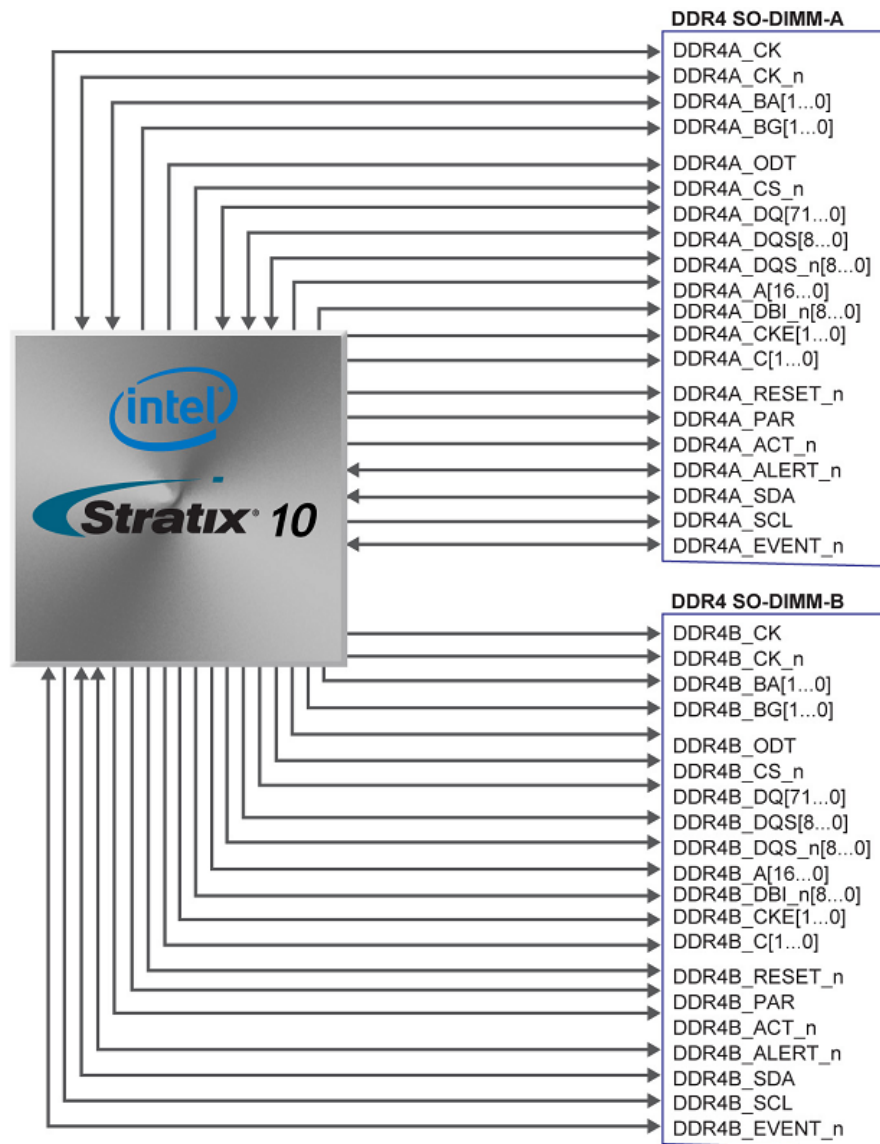 DDR4 SO-DIMM-A
DDR4A_CK
DDR4A_CK_n
DDR4A_BA[1...0]
DDR4A_BG[1...0]
DDR4A_ODT
DDR4A_CS_n
DDR4A_DQ[71...0]
DDR4A_DQS[8...0]
DDR4A_DQS_n[8...0]
DDR4A_A[16...0]
DDR4A_DBI_n[8...0]
DDR4A_CKE[1...0]
DDR4A_C[1...0]
DDR4A_RESET_n
DDR4A_PAR
DDR4A_ACT_n
DDR4A_ALERT_n
DDR4A_SDA
DDR4A_SCL
DDR4A_EVENT_n
intel®
Stratix® 10
DDR4 SO-DIMM-B
DDR4B_CK
DDR4B_CK_n
DDR4B_BA[1...0]
DDR4B_BG[1...0]
DDR4B_ODT
DDR4B_CS_n
DDR4B_DQ[71...0]
DDR4B_DQS[8...0]
DDR4B_DQS_n[8...0]
DDR4B_A[16...0]
DDR4B_DBI_n[8...0]
DDR4B_CKE[1...0]
DDR4B_C[1...0]
DDR4B_RESET_n
DDR4B_PAR
DDR4B_ACT_n
DDR4B_ALERT_n
DDR4B_SDA
DDR4B_SCL
DDR4B_EVENT_n